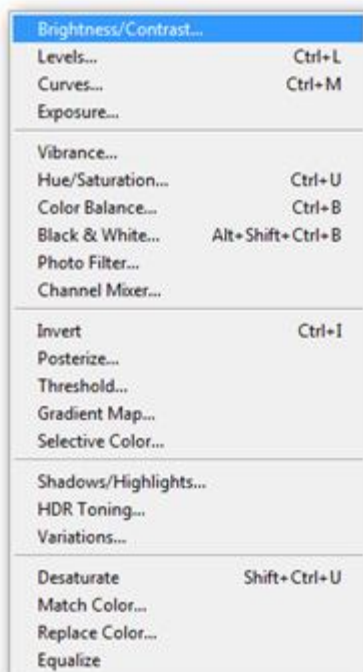 Brightness/Contrast...
Levels... Ctrl+L
Curves... Ctrl+M
Exposure...
Vibrance...
Hue/Saturation... Ctrl+U
Color Balance... Ctrl+B
Black & White... Alt+Shift+Ctrl+B
Photo Filter...
Channel Mixer...
Invert Ctrl+I
Posterize...
Threshold...
Gradient Map...
Selective Color...
Shadows/Highlights...
HDR Toning...
Variations...
Desaturate Shift+Ctrl+U
Match Color...
Replace Color...
Equalize